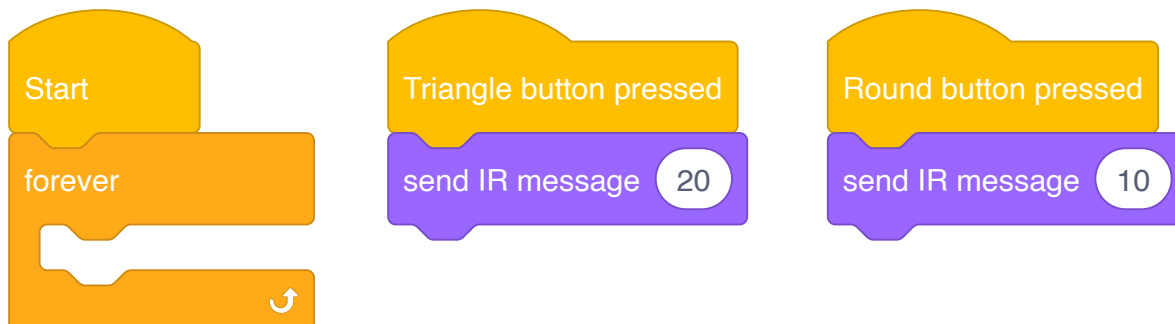 Start
forever
Triangle button pressed
send IR message 20
Round button pressed
send IR message 10